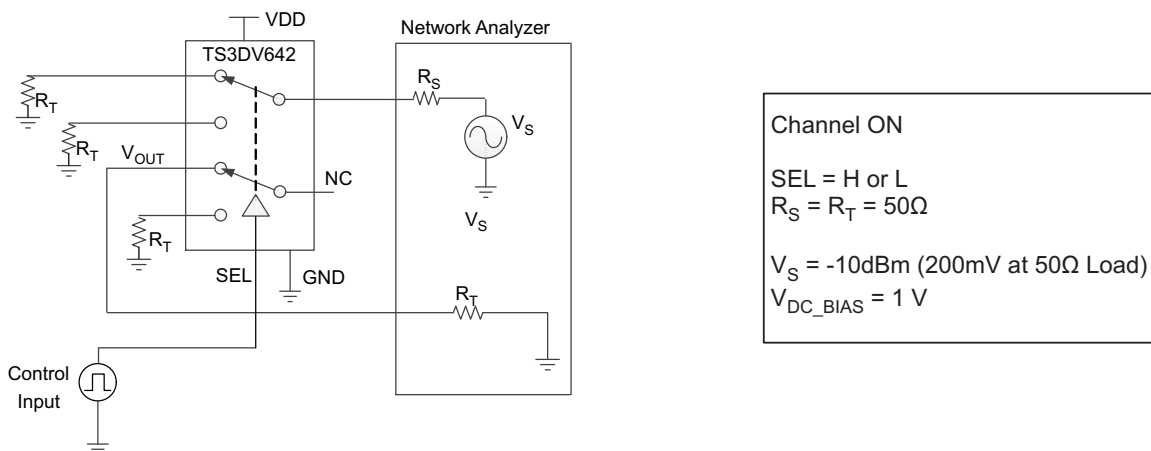 VDD
Network Analyzer
TS3DV642
R_S
R_T
V_S
R_T
V_OUT
NC
V_S
R_T
SEL
GND
R_T
Control
Input
Channel ON
SEL = H or L
R_S = R_T = 50Ω
V_S = -10dBm (200mV at 50Ω Load)
V_DC_BIAS = 1 V